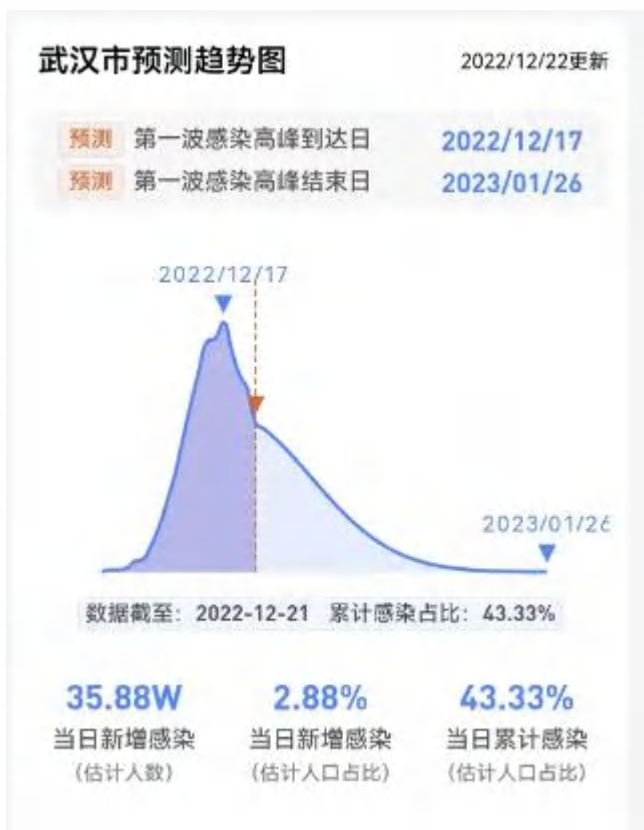 武汉市预测趋势图 2022/12/22更新
预测 第一波感染高峰到达日 2022/12/17
预测 第一波感染高峰结束日 2023/01/26
2022/12/17
2023/01/26
数据截至：2022-12-21 累计感染占比：43.33%
35.88W 2.88% 43.33%
当日新增感染 当日新增感染 当日累计感染
（估计人数） （估计人口占比） （估计人口占比）